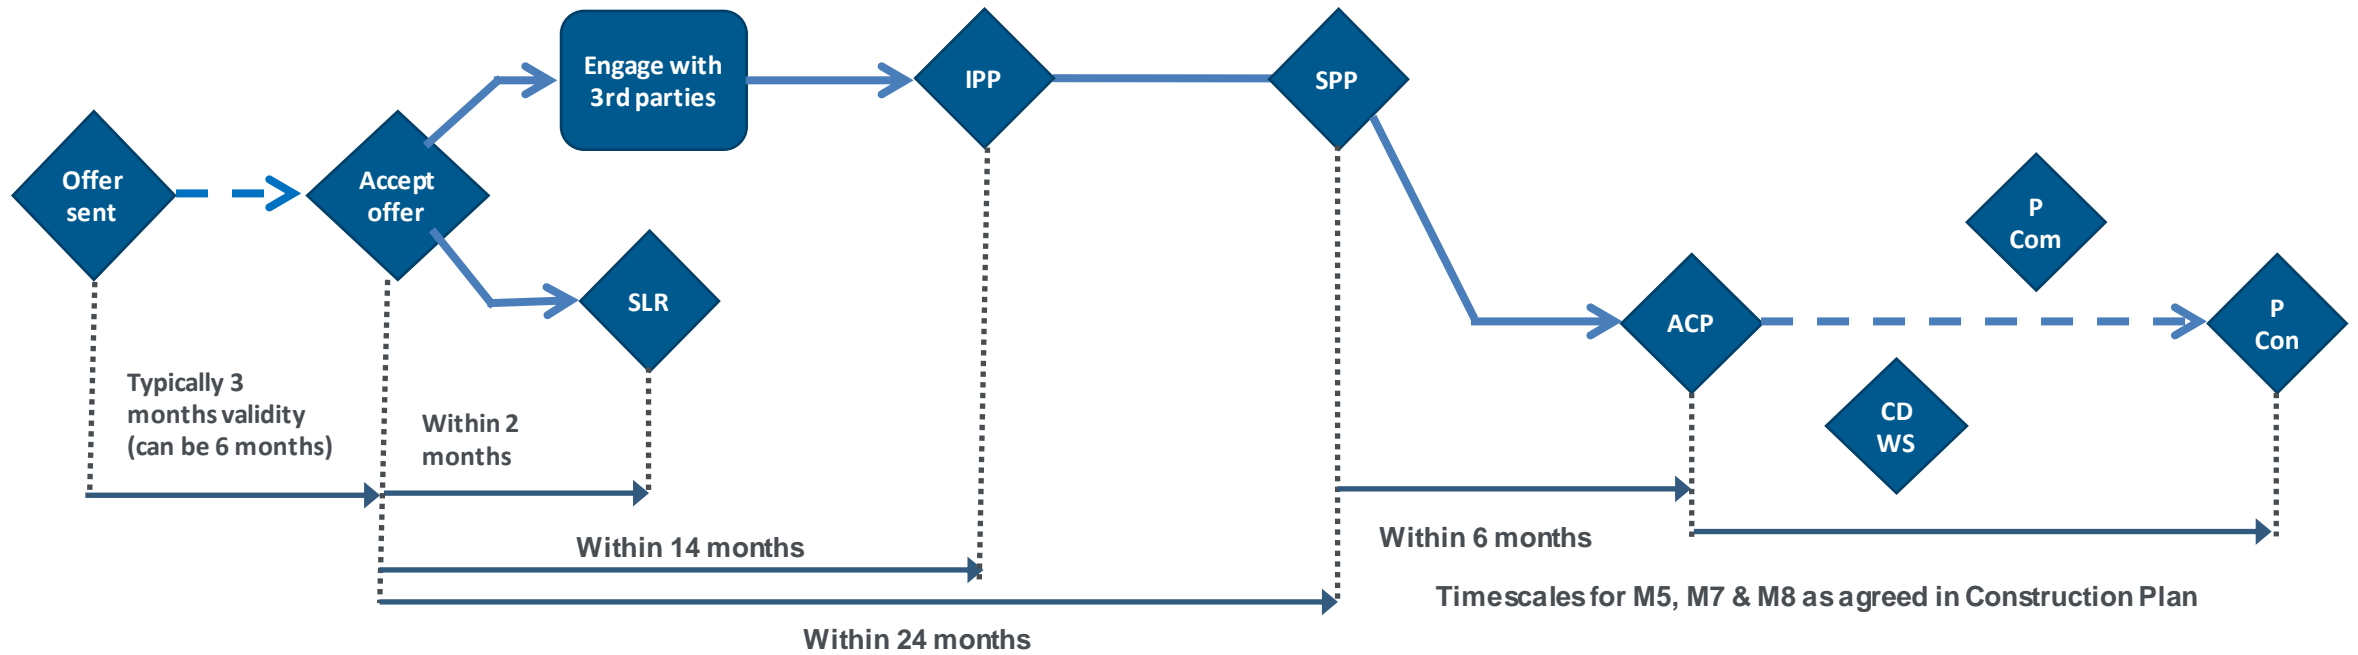 Offer
sent
Accept
offer
Engage with
3rd parties
IPP
SPP
SLR
ACP
P
Com
P
Con
CD
WS
Typically 3
months validity
(can be 6 months)
Within 2
months
Within 14 months
Within 24 months
Within 6 months
Timescales for M5, M7 & M8 as agreed in Construction Plan